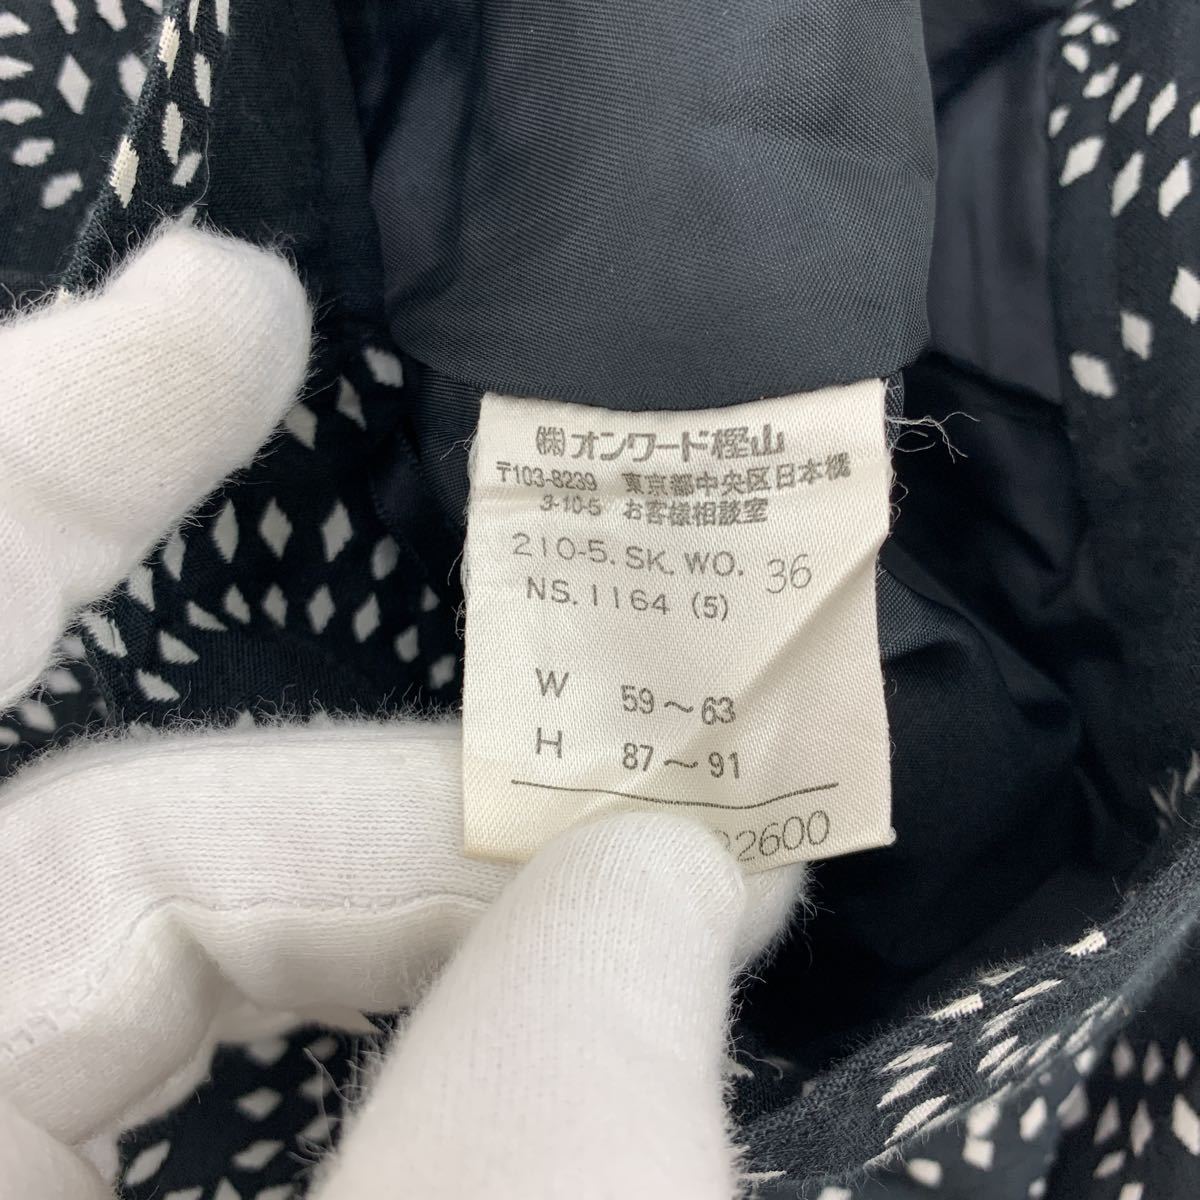 ㈱オンワード樫山
〒103-8239 東京都中央区日本橋
3-10-5 お客様相談室
210-5. SK. WO. 36
NS. 1164 (5)
W 59～63
H 87～91